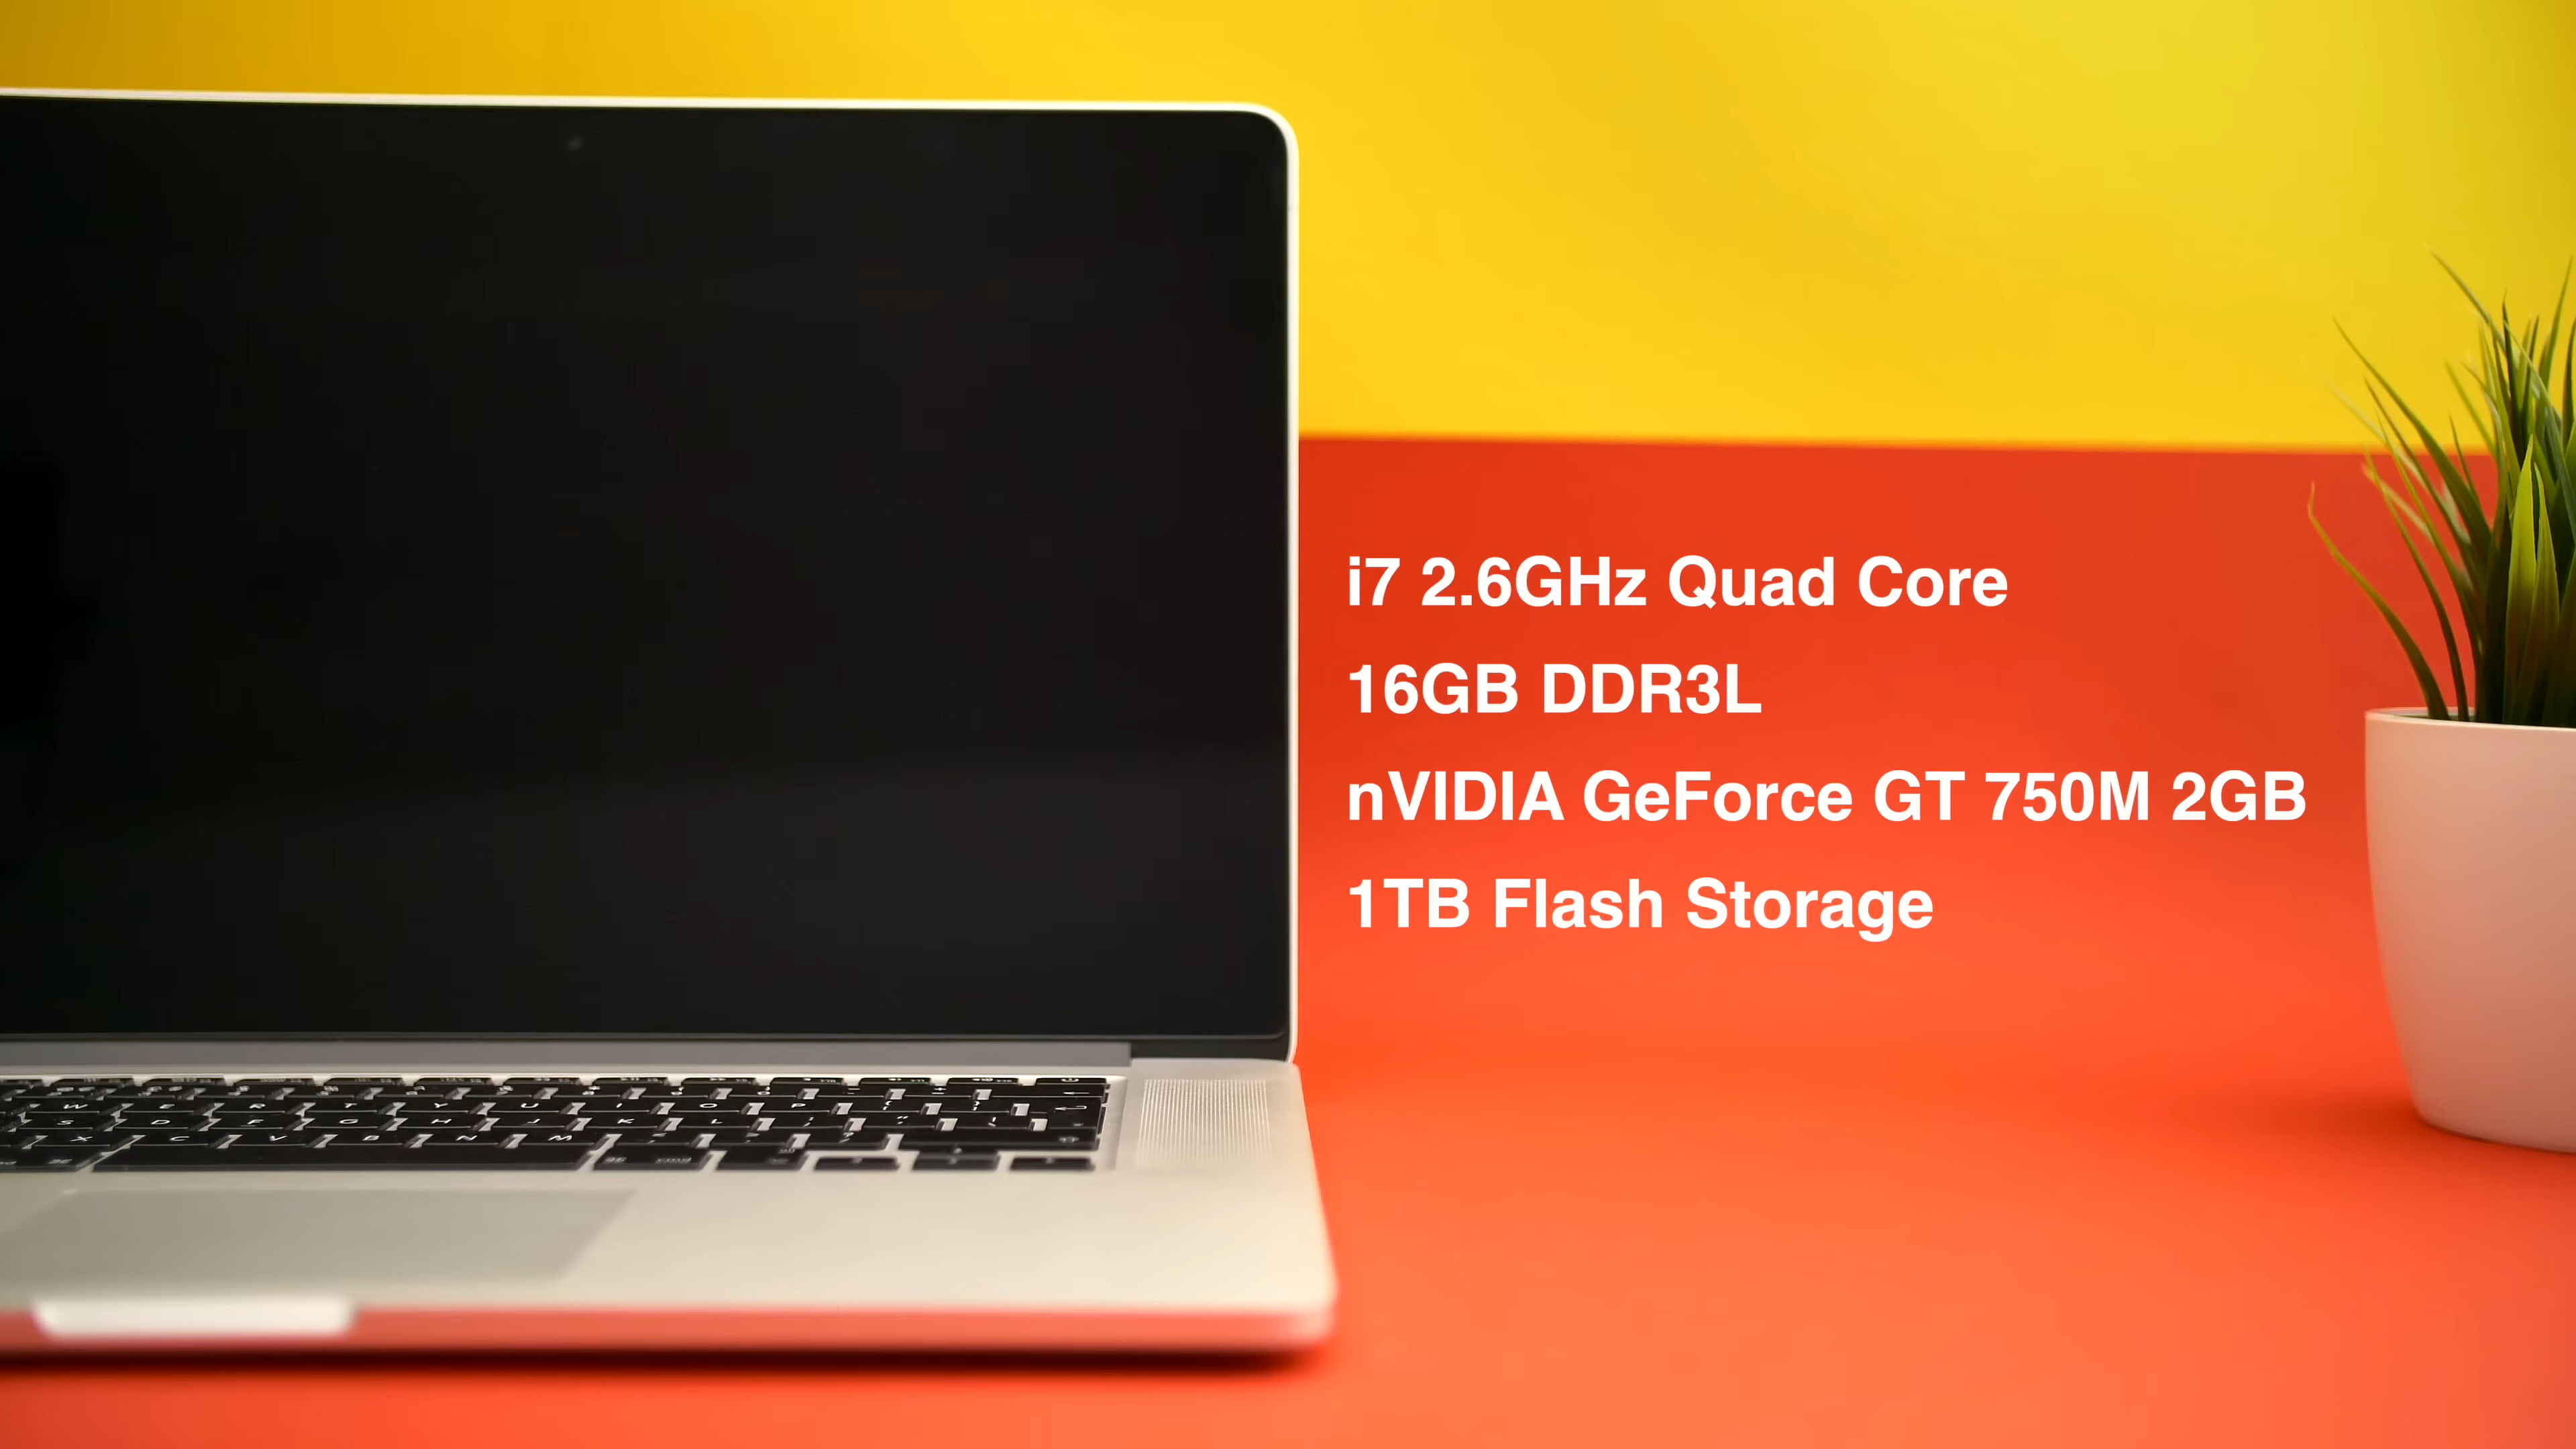 i7 2.6GHz Quad Core
16GB DDR3L
nVIDIA GeForce GT 750M 2GB
1TB Flash Storage
W E R T Y U I O P
S D F G H J K L
X C V B N M